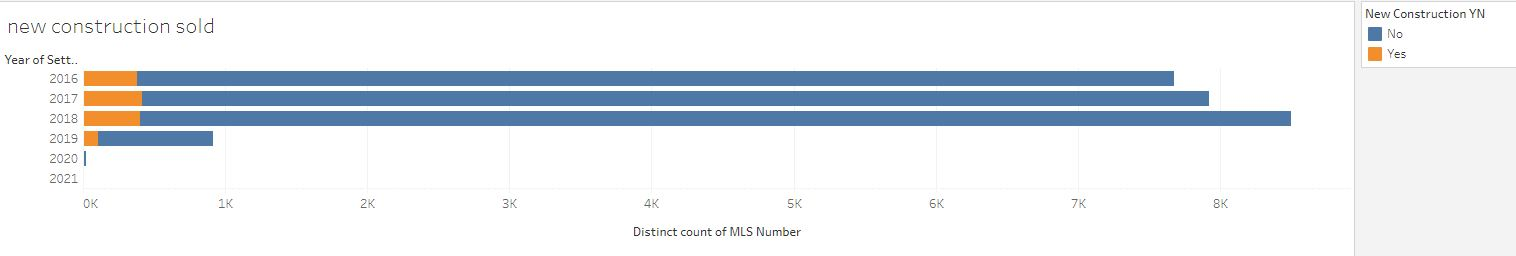 new construction sold
Year of Sett..
2016
2017
2018
2019
2020
2021
0K 1K 2K 3K 4K 5K 6K 7K 8K
Distinct count of MLS Number
New Construction YN
No
Yes